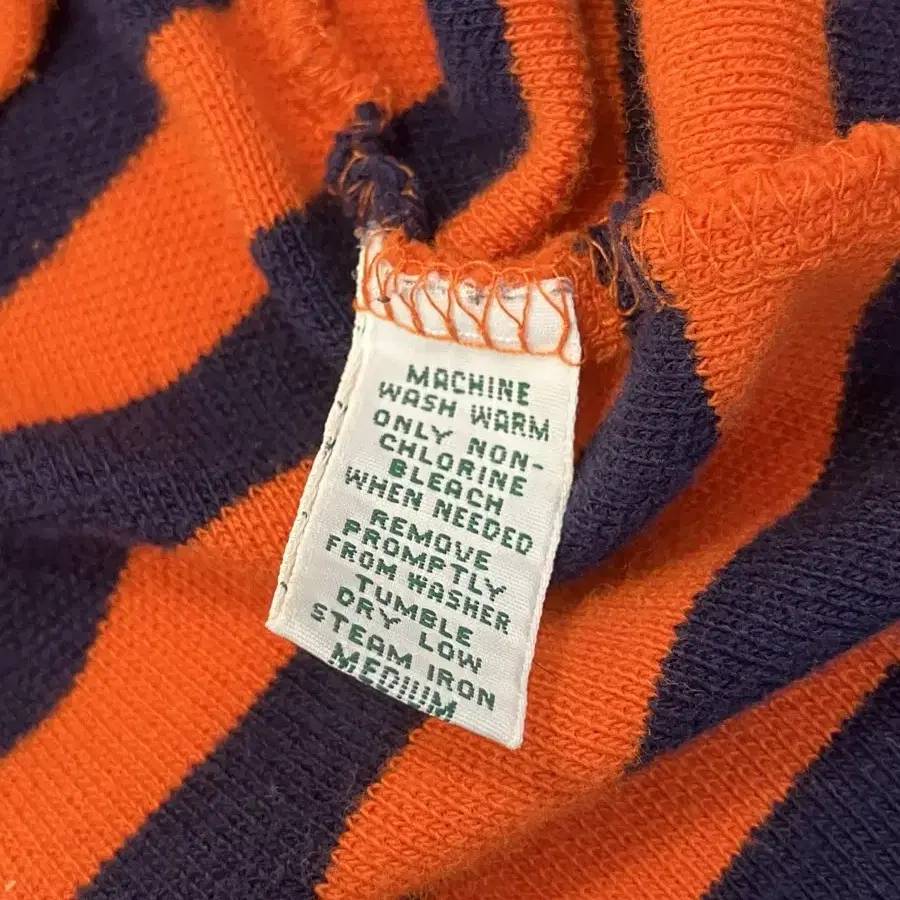 MACHINE
WASH WARM
ONLY NON-
CHLORINE
BLEACH
WHEN NEEDED
REMOVE
PROMPTLY
FROM WASHER
TUMBLE
DRY LOW
STEAM IRON
MEDIUM